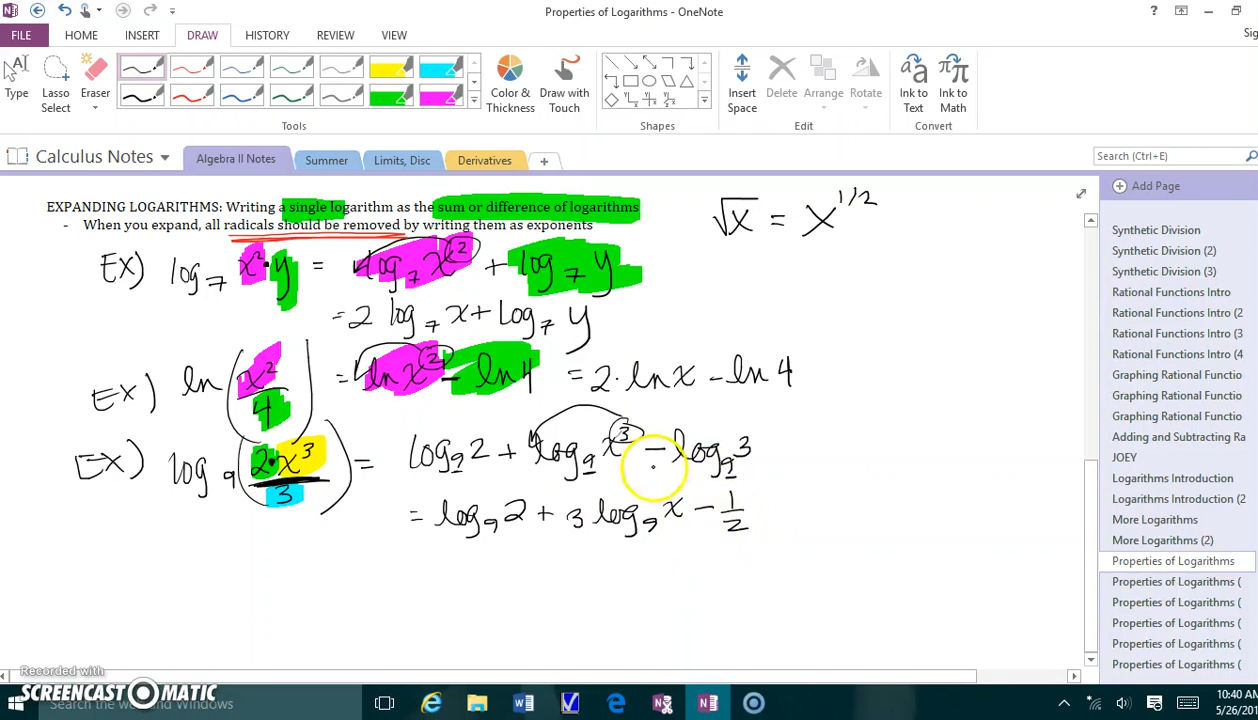 Properties of Logarithms - OneNote
FILE HOME INSERT DRAW HISTORY REVIEW VIEW
Type Lasso Select Eraser Color & Thickness Draw with Touch Insert Space Delete Arrange Rotate Ink to Text Ink to Math
Tools Shapes Edit Convert
Calculus Notes Algebra II Notes Summer Limits, Disc Derivatives Search (Ctrl+E)
EXPANDING LOGARITHMS: Writing a single logarithm as the sum or difference of logarithms
- When you expand, all radicals should be removed by writing them as exponents
√x = x^1/2
EX) log₇ x²·y = log₇ x² + log₇ y
= 2 log₇ x + log₇ y
EX) ln (x²/4) = ln x² - ln 4 = 2·ln x - ln 4
EX) log₉ (2·x³/3) = log₉ 2 + log₉ x³ - log₉ 3
= log₉ 2 + 3 log₉ x - 1/2
Add Page
Synthetic Division
Synthetic Division (2)
Synthetic Division (3)
Rational Functions Intro
Rational Functions Intro (2
Rational Functions Intro (3
Rational Functions Intro (4
Graphing Rational Functio
Graphing Rational Functio
Graphing Rational Functio
Graphing Rational Functio
Adding and Subtracting Ra
JOEY
Logarithms Introduction
Logarithms Introduction (2
More Logarithms
More Logarithms (2)
Properties of Logarithms
Properties of Logarithms (
Properties of Logarithms (
Properties of Logarithms (
Properties of Logarithms (
Properties of Logarithms (
Recorded with
SCREENCAST-O-MATIC
Search the web and Windows
10:40 AM